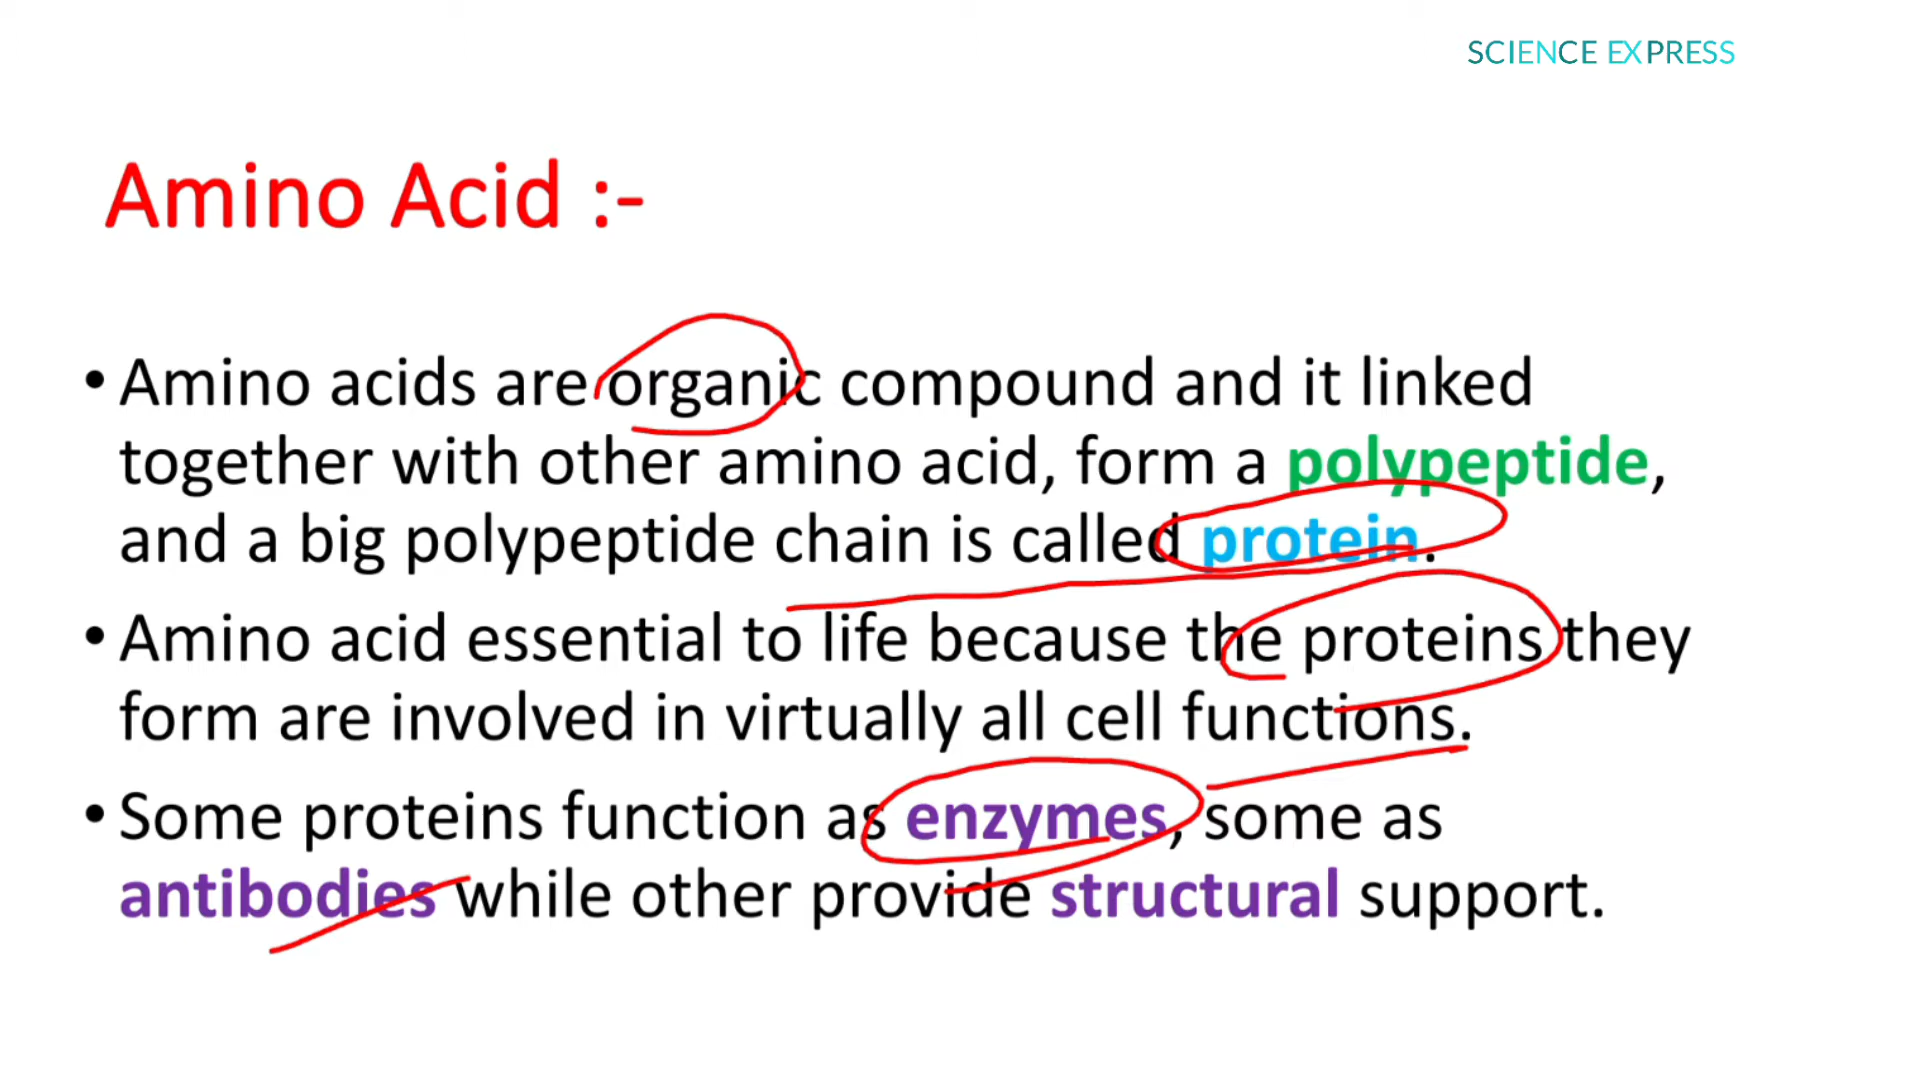 SCIENCE EXPRESS
Amino Acid :-
• Amino acids are organic compound and it linked
together with other amino acid, form a polypeptide,
and a big polypeptide chain is called protein.
• Amino acid essential to life because the proteins they
form are involved in virtually all cell functions.
• Some proteins function as enzymes, some as
antibodies while other provide structural support.